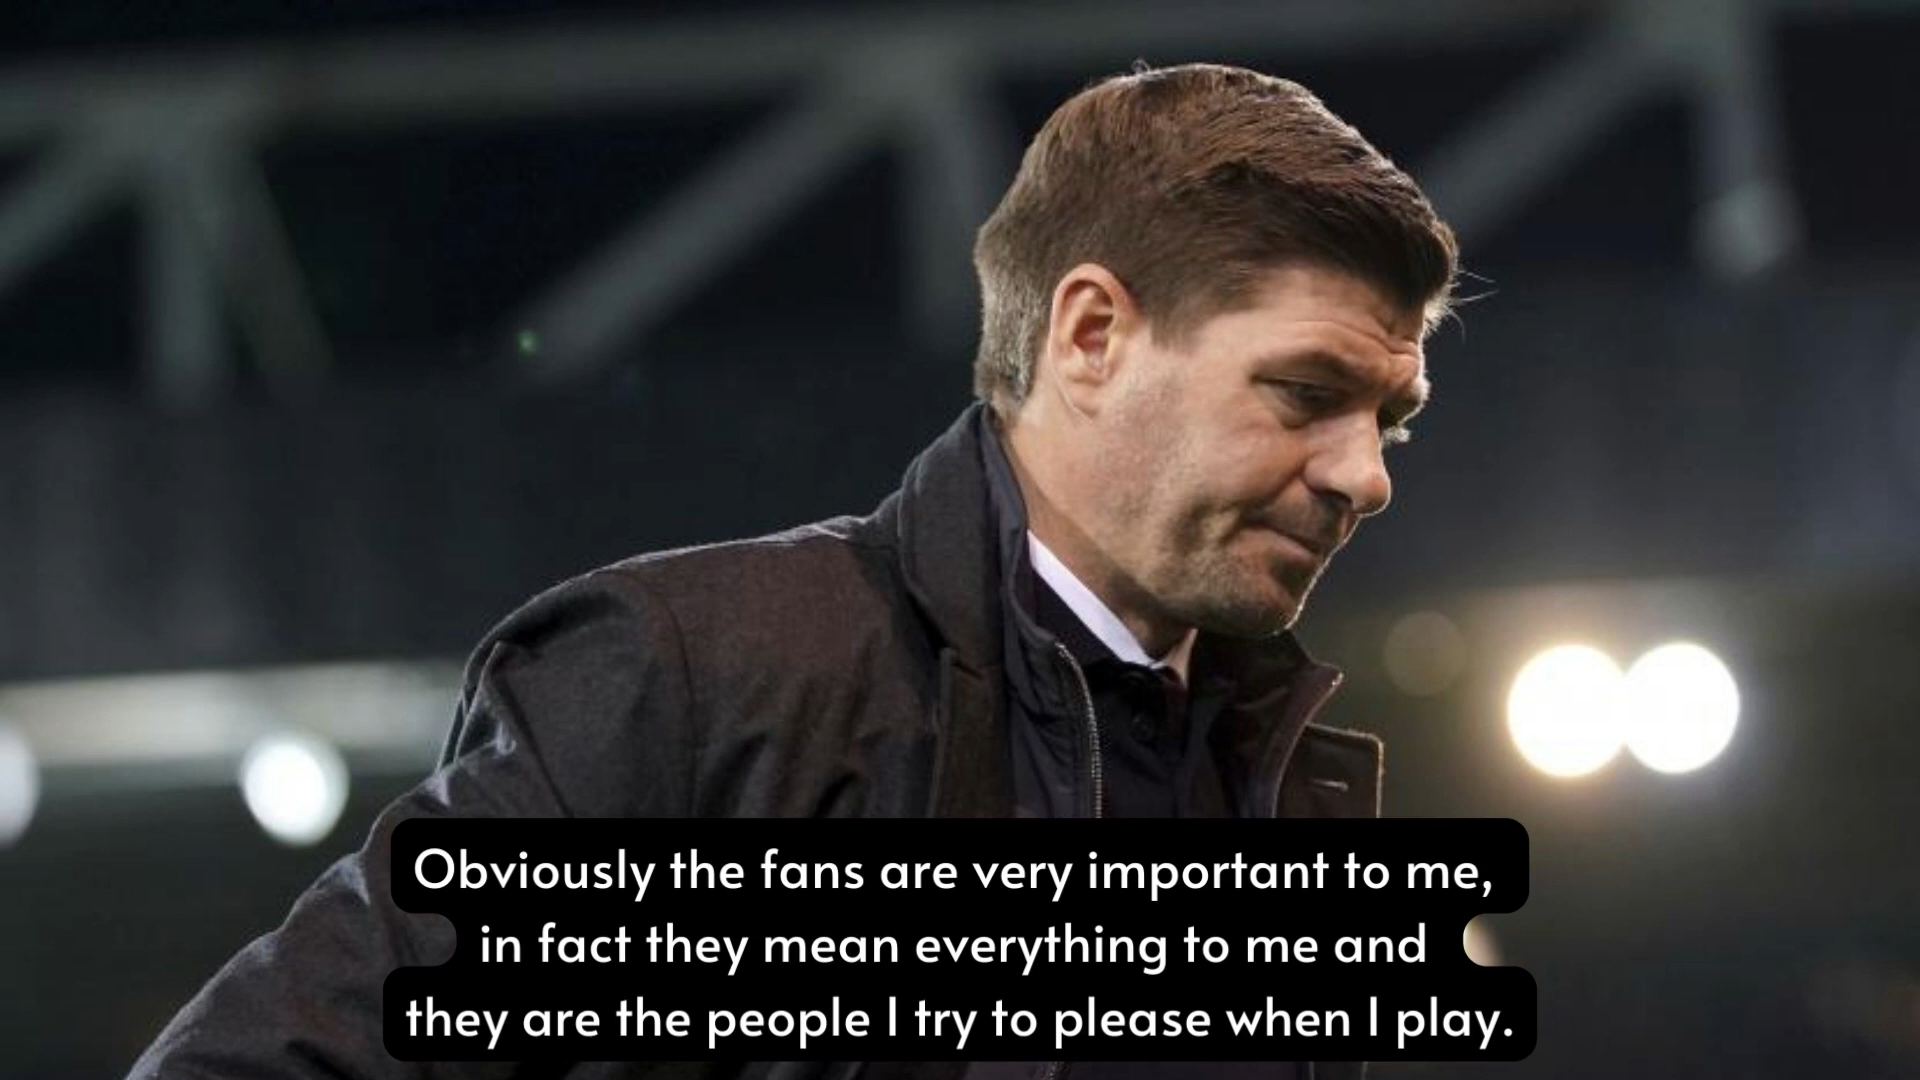 Obviously the fans are very important to me,
in fact they mean everything to me and
they are the people I try to please when I play.